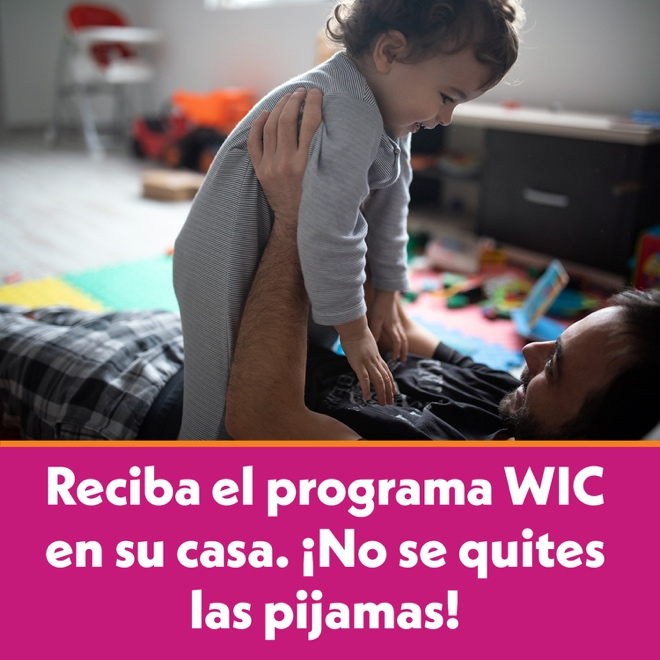 Reciba el programa WIC
en su casa. ¡No se quites
las pijamas!